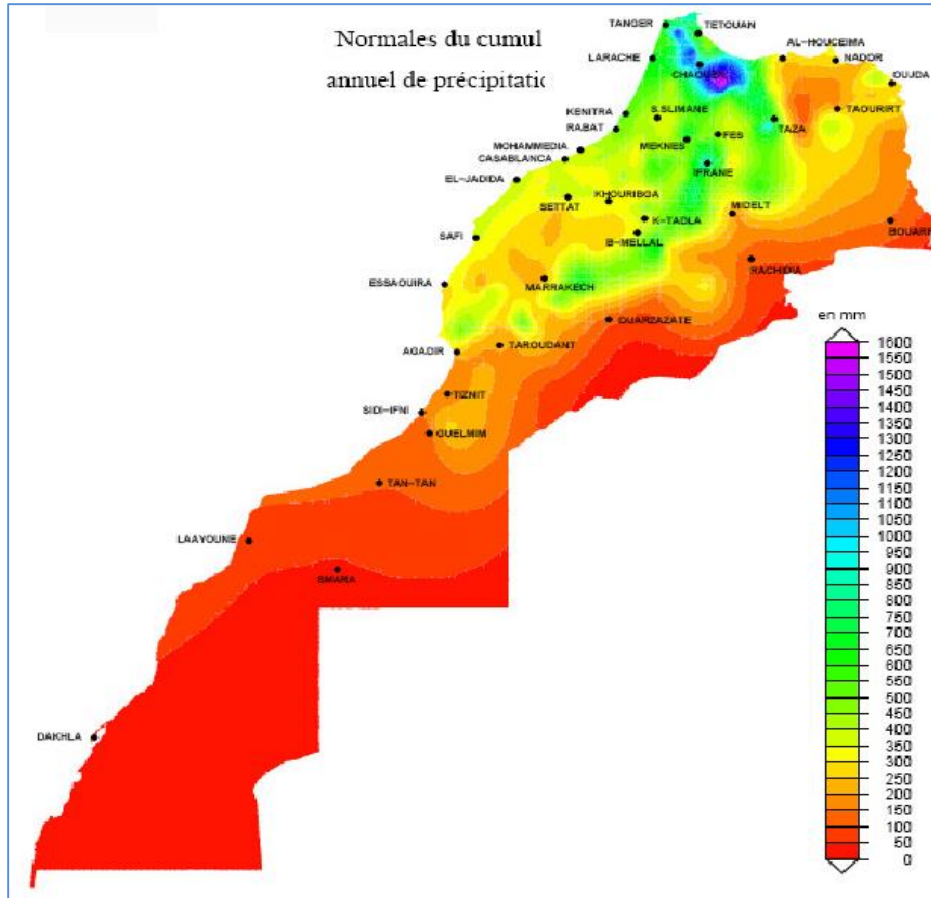 Normales du cumul
annuel de précipitatio
TANGER
TETOUAN
AL-HOUCEIMA
NADOR
OUJDA
LARACHE
CHAOUEN
TAOURIRT
KENITRA
S.SLIMANE
RABAT
TAZA
FES
MEKNES
MOHAMMEDIA
CASABLANCA
IFRANE
EL-JADIDA
SETTAT
KHOURIBGA
MIDELT
K-TADLA
BOUARF
SAFI
B-MELLAL
RACHIDIA
ESSAOUIRA
MARRAKECH
OUARZAZATE
AGADIR
TAROUDANT
TIZNIT
SIDI-IFNI
GUELMIM
TAN-TAN
LAAYOUNE
SMARA
DAKHLA
en mm
1600
1550
1500
1450
1400
1350
1300
1200
1150
1100
1050
1000
950
900
850
800
750
700
650
600
550
500
450
400
350
300
250
200
150
100
50
0